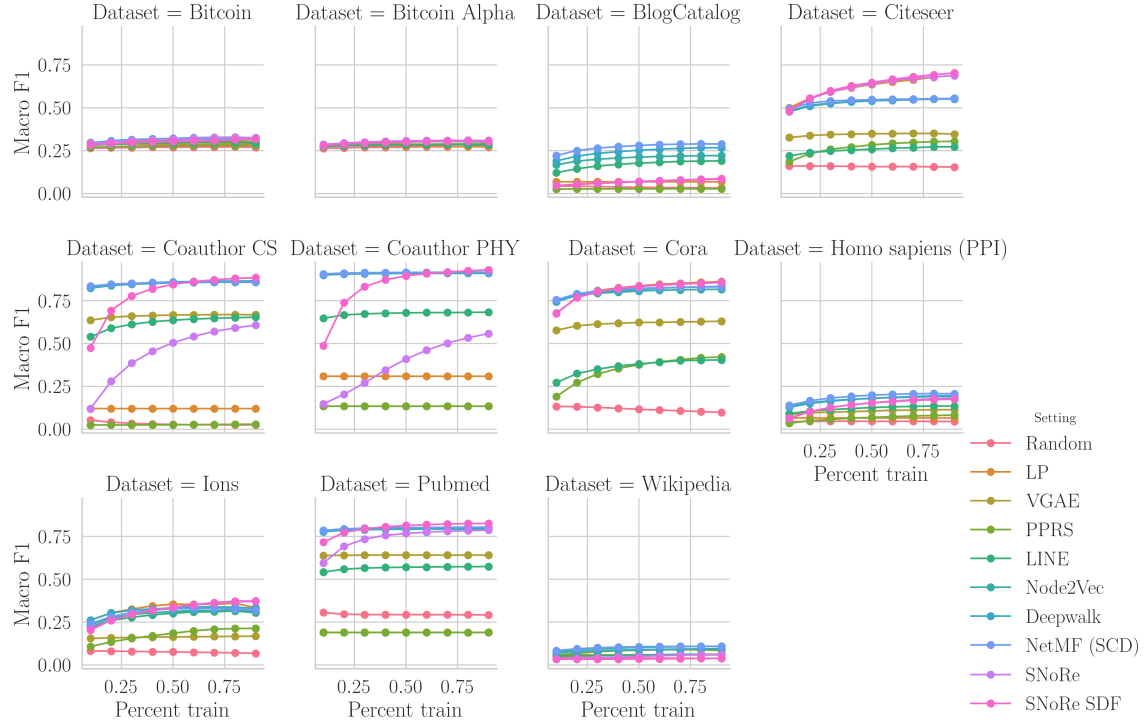 Dataset = Bitcoin
Dataset = Bitcoin Alpha
Dataset = BlogCatalog
Dataset = Citeseer
Macro F1
0.75
0.50
0.25
0.00
Dataset = Coauthor CS
Dataset = Coauthor PHY
Dataset = Cora
Dataset = Homo sapiens (PPI)
Macro F1
0.75
0.50
0.25
0.00
0.25 0.50 0.75
Percent train
Dataset = Ions
Dataset = Pubmed
Dataset = Wikipedia
Macro F1
0.75
0.50
0.25
0.00
0.25 0.50 0.75
Percent train
0.25 0.50 0.75
Percent train
0.25 0.50 0.75
Percent train
Setting
Random
LP
VGAE
PPRS
LINE
Node2Vec
Deepwalk
NetMF (SCD)
SNoRe
SNoRe SDF